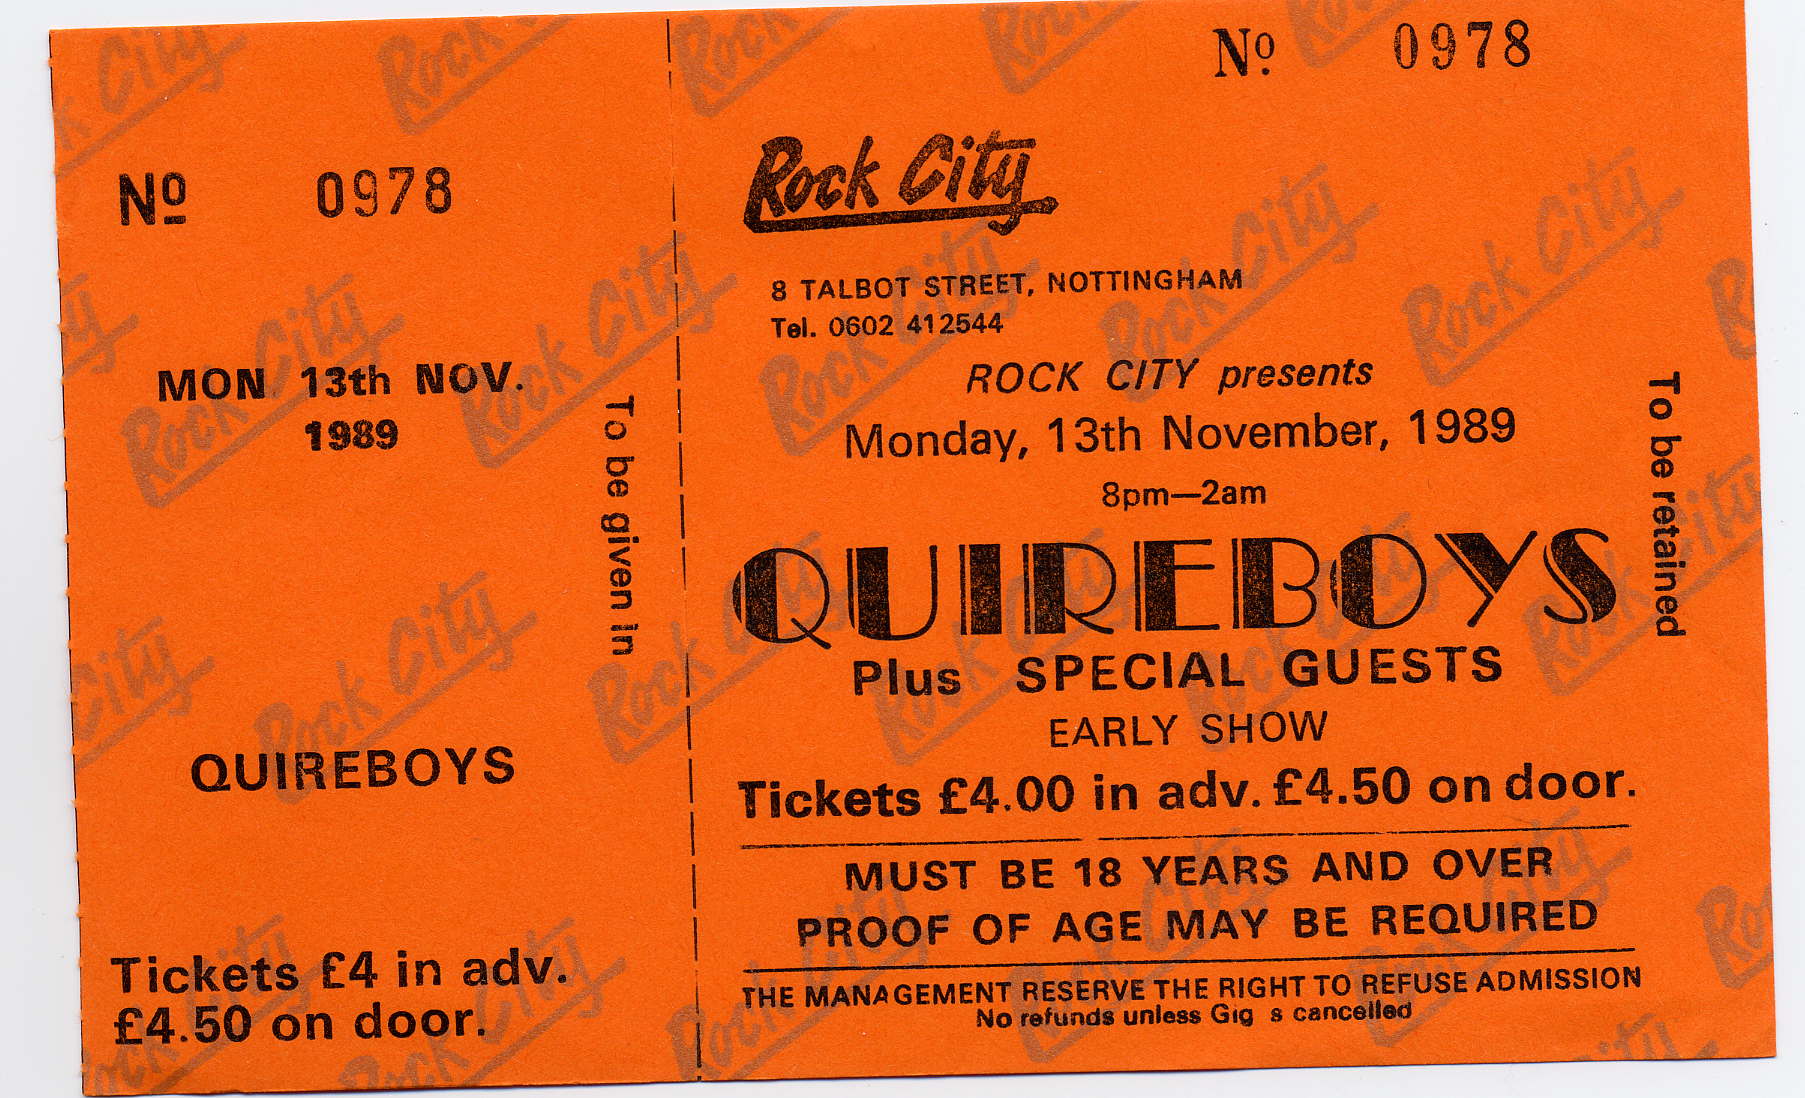 Nº 0978
MON 13th NOV.
1989
To be given in
QUIREBOYS
Tickets £4 in adv.
£4.50 on door.
Nº. 0978
Rock City
8 TALBOT STREET, NOTTINGHAM
Tel. 0602 412544
ROCK CITY presents
Monday, 13th November, 1989
8pm—2am
QUIREBOYS
Plus SPECIAL GUESTS
EARLY SHOW
Tickets £4.00 in adv. £4.50 on door.
MUST BE 18 YEARS AND OVER
PROOF OF AGE MAY BE REQUIRED
THE MANAGEMENT RESERVE THE RIGHT TO REFUSE ADMISSION
No refunds unless Gig s cancelled
To be retained